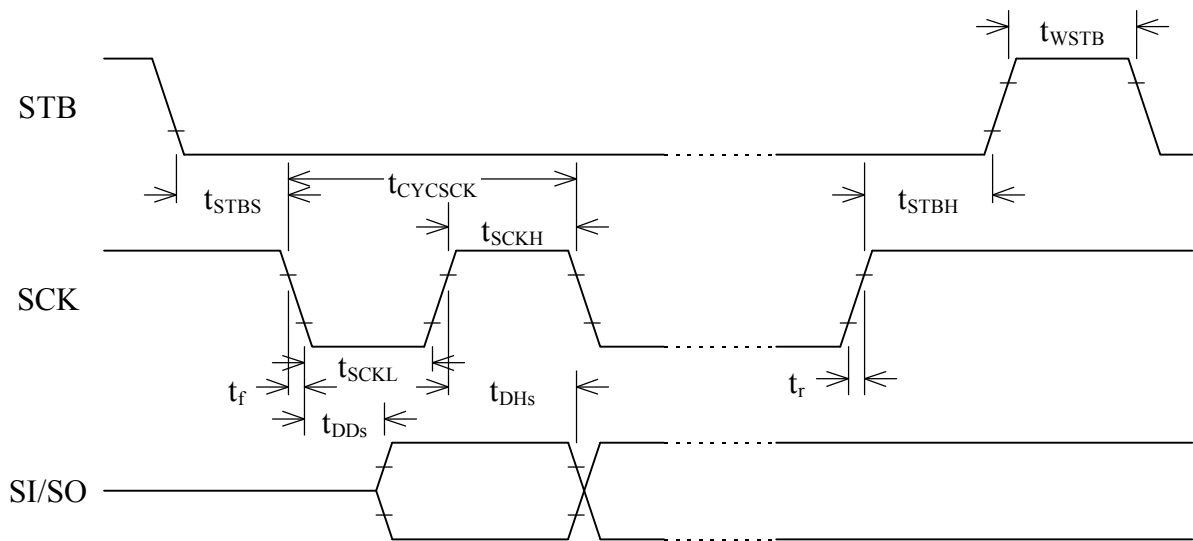 t_WSTB
STB
t_STBS
t_CYCSCK
t_STBH
t_SCKH
SCK
t_SCKL
t_f
t_DHs
t_r
t_DDs
SI/SO